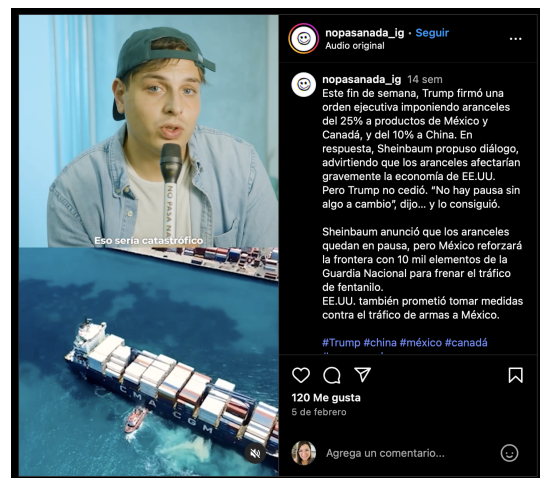 nopasanada_ig • Seguir
Audio original
nopasanada_ig 14 sem
Este fin de semana, Trump firmó una
orden ejecutiva imponiendo aranceles
del 25% a productos de México y
Canadá, y del 10% a China. En
respuesta, Sheinbaum propuso diálogo,
advirtiendo que los aranceles afectarían
gravemente la economía de EE.UU.
Pero Trump no cedió. “No hay pausa sin
algo a cambio”, dijo… y lo consiguió.
Sheinbaum anunció que los aranceles
quedan en pausa, pero México reforzará
la frontera con 10 mil elementos de la
Guardia Nacional para frenar el tráfico
de fentanilo.
EE.UU. también prometió tomar medidas
contra el tráfico de armas a México.
#Trump #china #méxico #canadá
120 Me gusta
5 de febrero
Agrega un comentario...
NO PASA NA
Eso sería catastrófico
CMA CGM